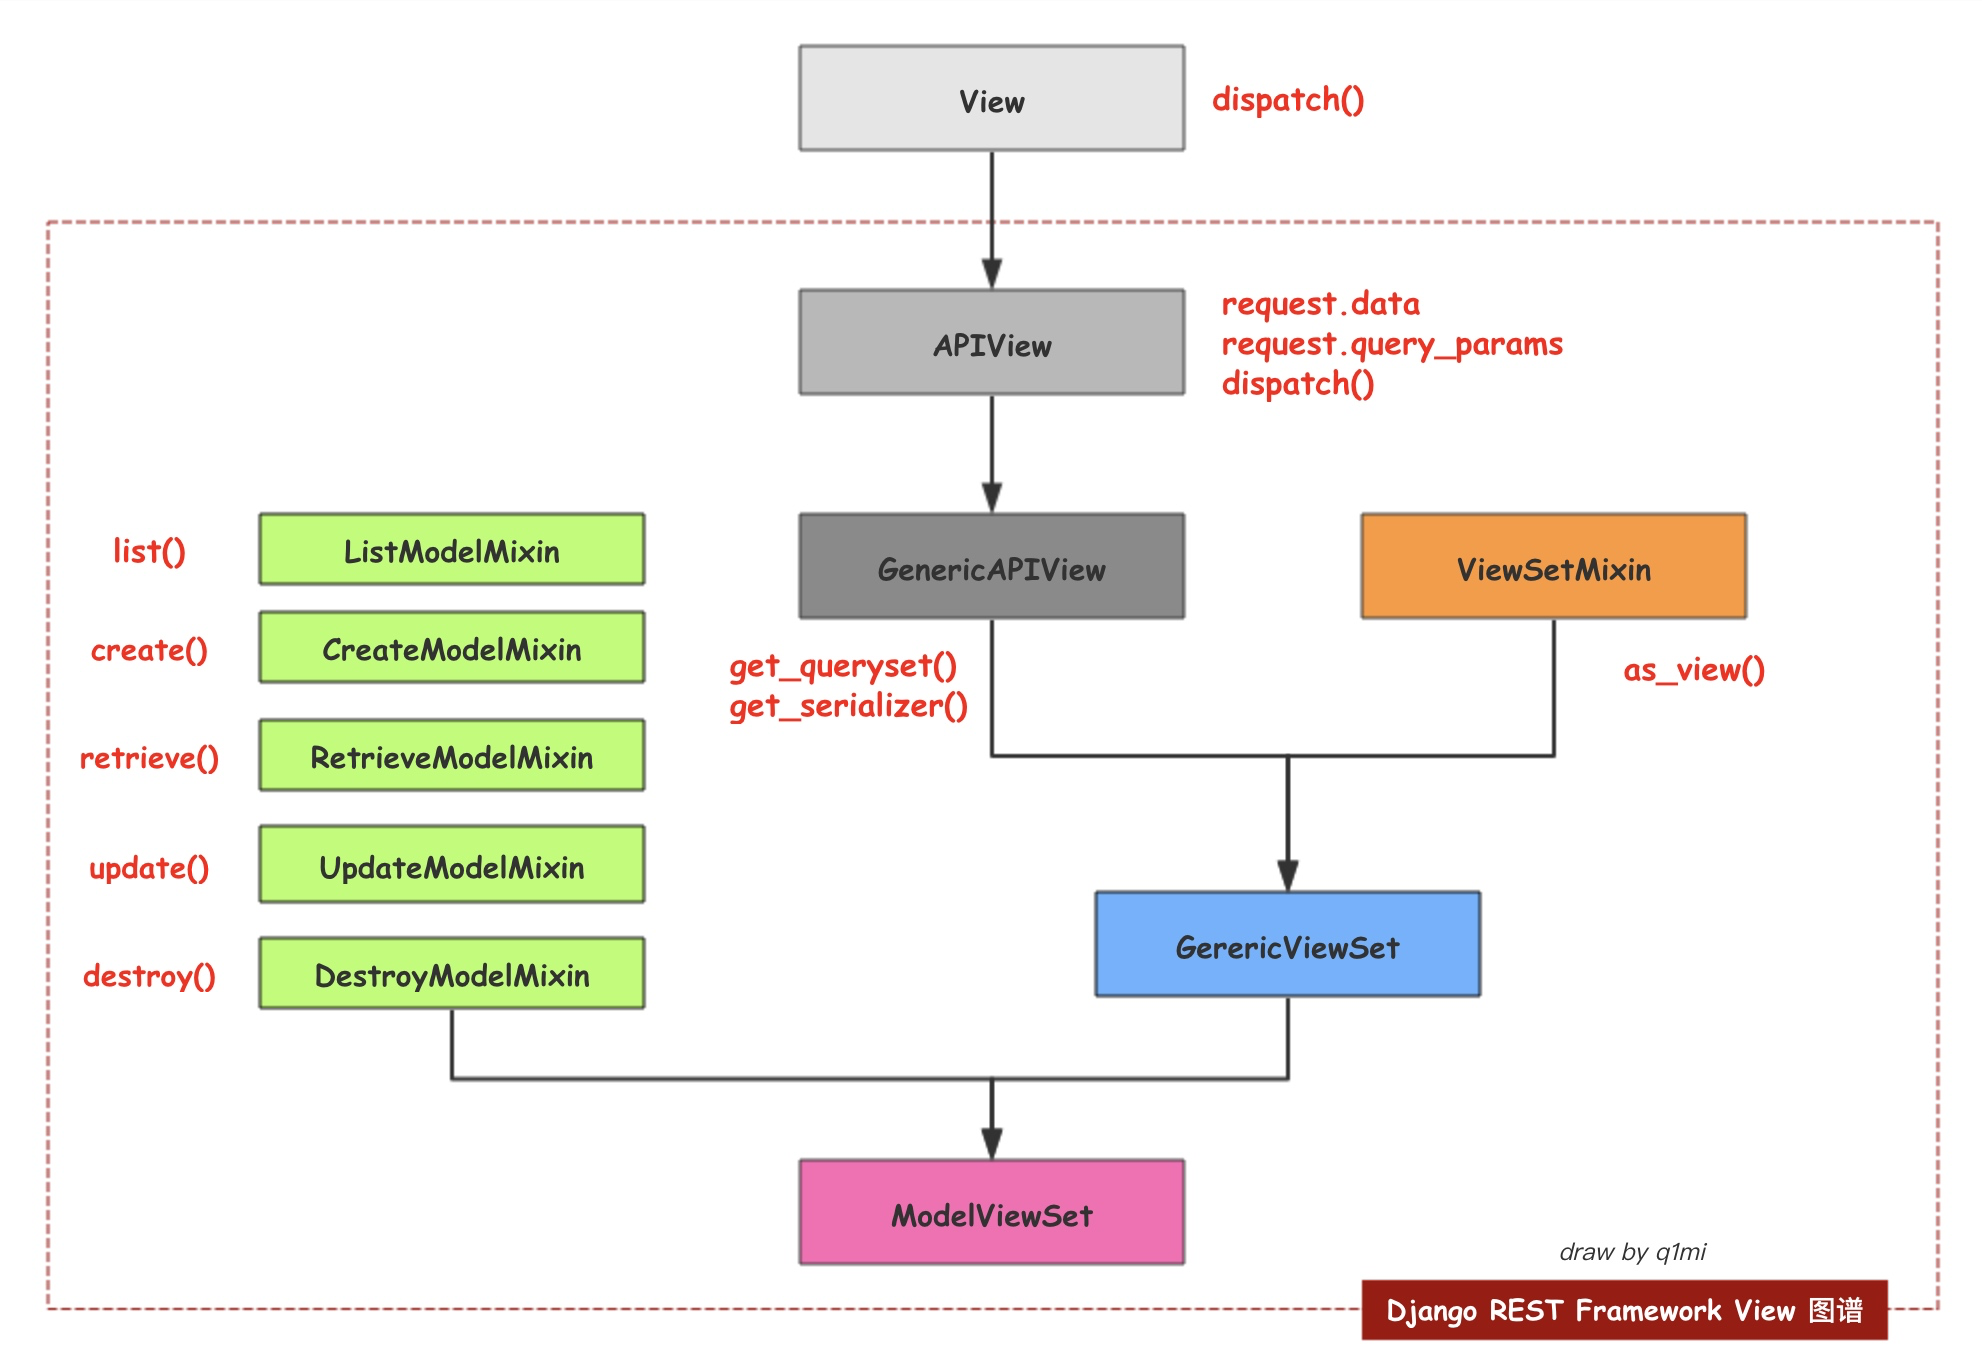 View
dispatch()
APIView
request.data
request.query_params
dispatch()
list()
ListModelMixin
GenericAPIView
ViewSetMixin
create()
CreateModelMixin
get_queryset()
get_serializer()
as_view()
retrieve()
RetrieveModelMixin
update()
UpdateModelMixin
GerericViewSet
destroy()
DestroyModelMixin
ModelViewSet
draw by q1mi
Django REST Framework View 图谱